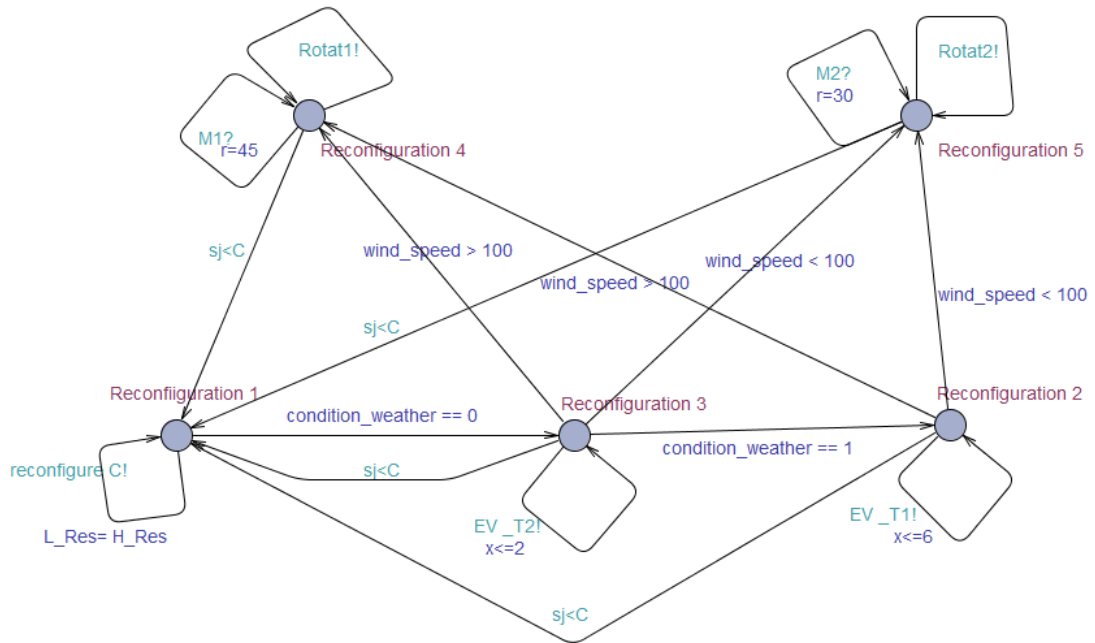 Rotat1!
Rotat2!
M2?
r=30
M1?
r=45
Reconfiguration 4
Reconfiguration 5
sj<C
wind_speed > 100
wind_speed < 100
wind_speed > 100
wind_speed < 100
sj<C
Reconfiiguration 1
Reconfiguration 3
Reconfiguration 2
condition_weather == 0
condition_weather == 1
reconfigure C!
sj<C
L_Res= H_Res
EV _T2!
x<=2
EV _T1!
x<=6
sj<C